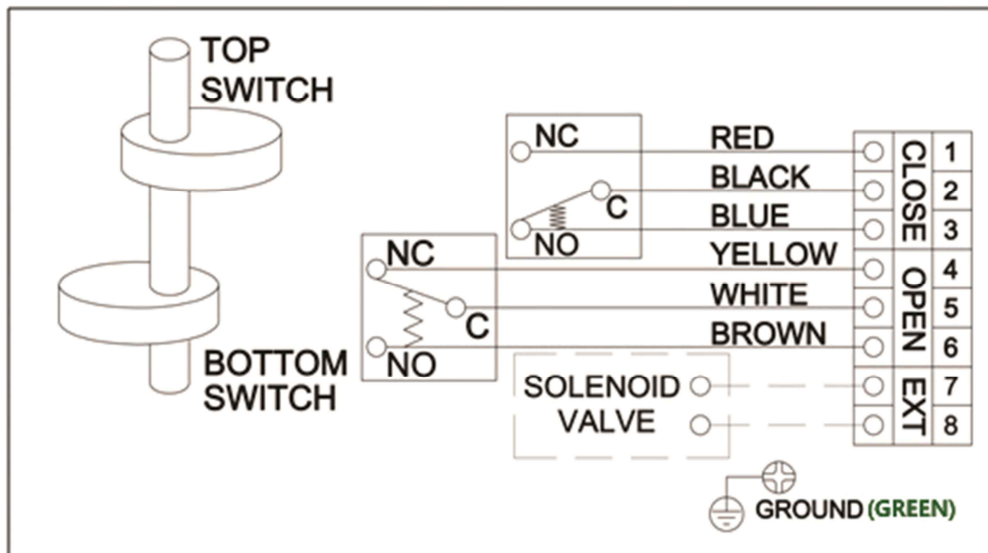 TOP
SWITCH
NC
C
NO
RED
BLACK
BLUE
YELLOW
WHITE
BROWN
CLOSE
OPEN
EXT
1
2
3
4
5
6
7
8
NC
C
NO
BOTTOM
SWITCH
SOLENOID
VALVE
GROUND (GREEN)